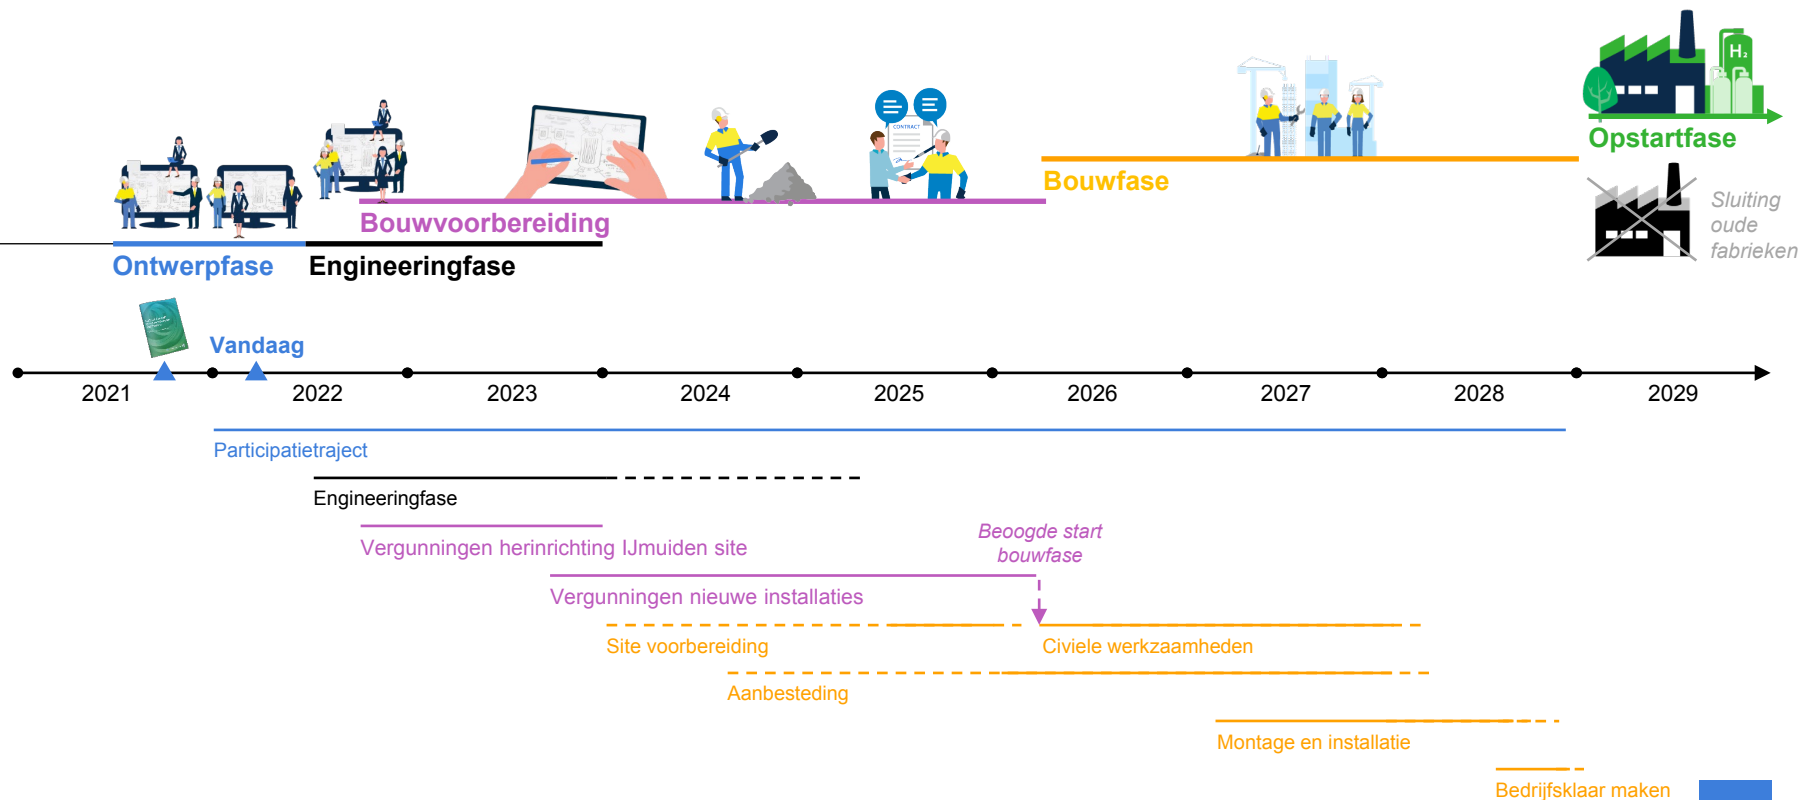 H₂
Opstartfase
CONTRACT
Bouwfase
Sluiting
oude
fabrieken
Bouwvoorbereiding
Ontwerpfase
Engineeringfase
Vandaag
2021
2022
2023
2024
2025
2026
2027
2028
2029
Participatietraject
Engineeringfase
Vergunningen herinrichting IJmuiden site
Beoogde start
bouwfase
Vergunningen nieuwe installaties
Site voorbereiding
Civiele werkzaamheden
Aanbesteding
Montage en installatie
Bedrijfsklaar maken